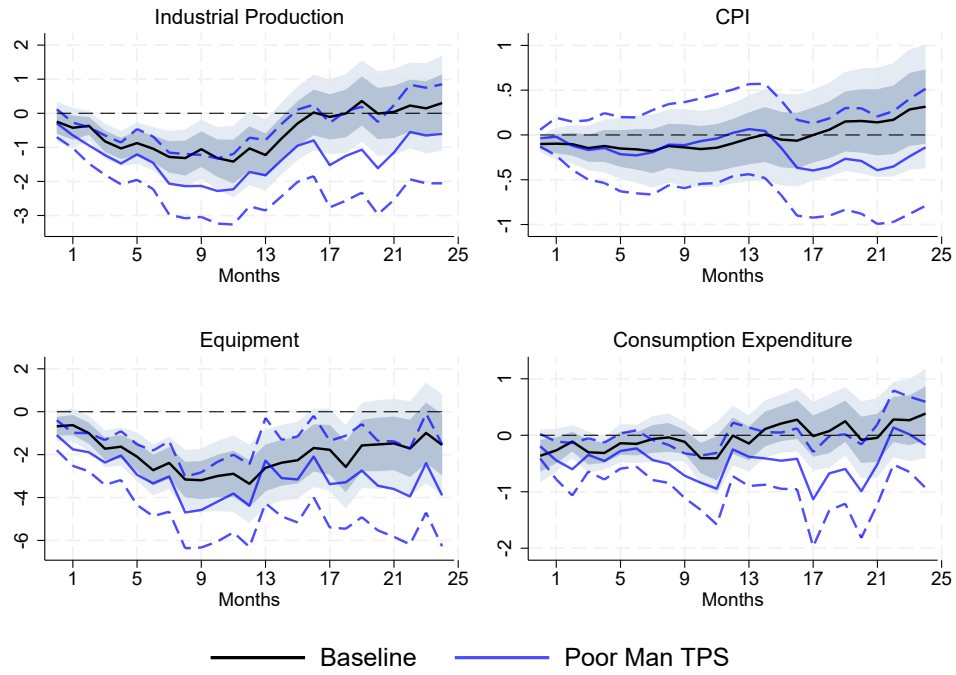 Industrial Production
2
1
0
-1
-2
-3
1 5 9 13 17 21 25
Months
CPI
1
.5
0
-.5
-1
1 5 9 13 17 21 25
Months
Equipment
2
0
-2
-4
-6
1 5 9 13 17 21 25
Months
Consumption Expenditure
1
0
-1
-2
1 5 9 13 17 21 25
Months
Baseline Poor Man TPS